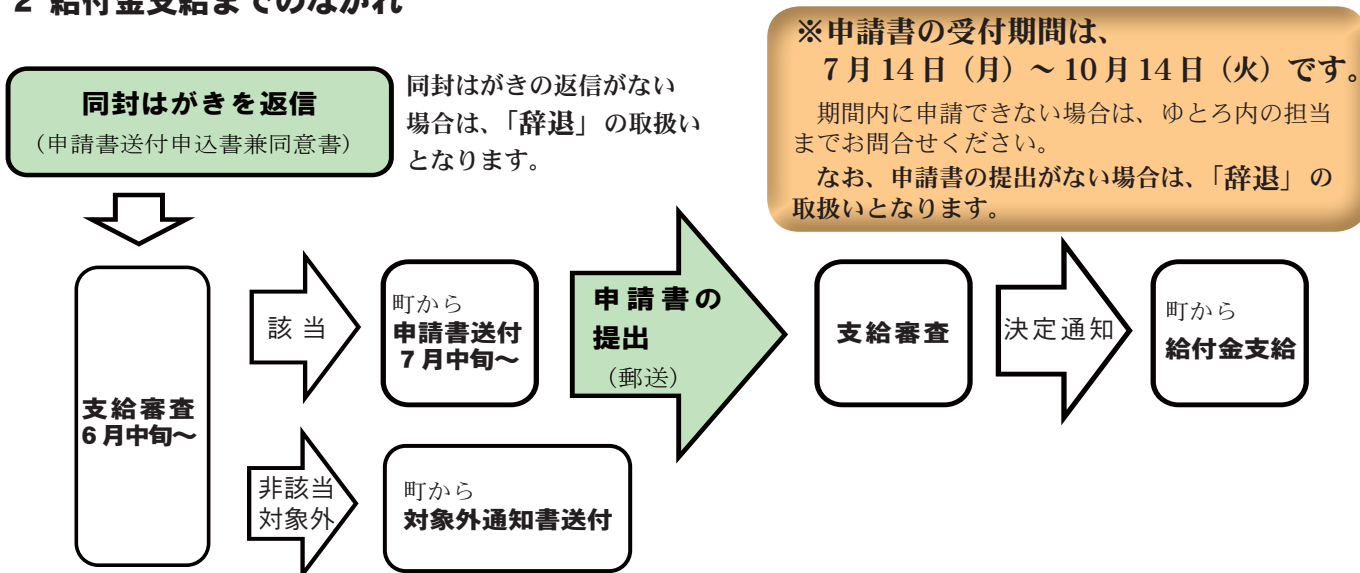 2 給付金支給までのながれ
同封はがきを返信
（申請書送付申込書兼同意書）
同封はがきの返信がない
場合は、「辞退」の取扱い
となります。
※申請書の受付期間は、
７月 14 日（月）～ 10 月 14 日（火）です。
期間内に申請できない場合は、ゆとろ内の担当
までお問合せください。
なお、申請書の提出がない場合は、「辞退」の
取扱いとなります。
支給審査
６月中旬～
該 当
町から
申請書送付
７月中旬～
非該当
対象外
町から
対象外通知書送付
申請書の
提出
（郵送）
支給審査
決定通知
町から
給付金支給